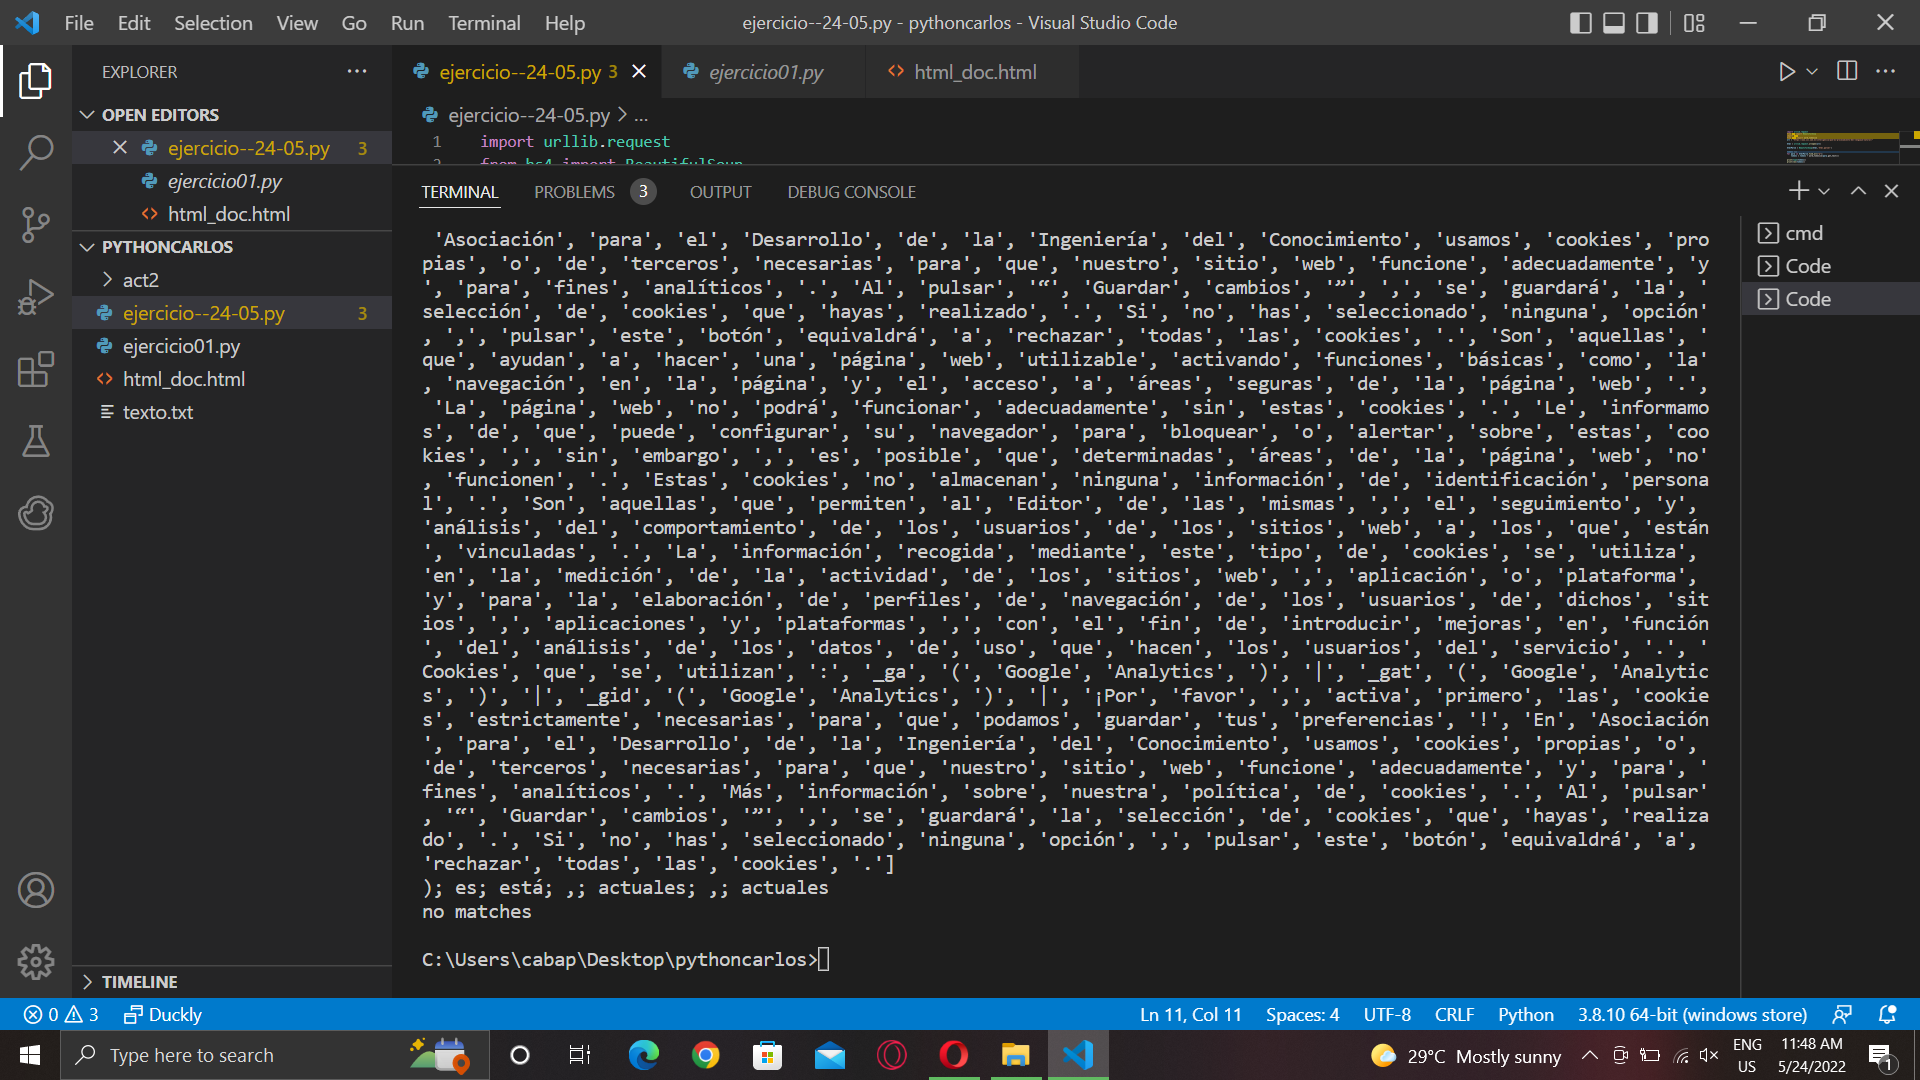 File Edit Selection View Go Run Terminal Help
ejercicio--24-05.py - pythoncarlos - Visual Studio Code
EXPLORER
OPEN EDITORS
ejercicio--24-05.py 3
ejercicio01.py
html_doc.html
PYTHONCARLOS
act2
ejercicio--24-05.py 3
ejercicio01.py
html_doc.html
texto.txt
TIMELINE
ejercicio--24-05.py 3
ejercicio01.py
html_doc.html
ejercicio--24-05.py > ...
1 import urllib.request
2 from bs4 import BeautifulSoup
TERMINAL PROBLEMS 3 OUTPUT DEBUG CONSOLE
'Asociación', 'para', 'el', 'Desarrollo', 'de', 'la', 'Ingeniería', 'del', 'Conocimiento', 'usamos', 'cookies', 'pro
pias', 'o', 'de', 'terceros', 'necesarias', 'para', 'que', 'nuestro', 'sitio', 'web', 'funcione', 'adecuadamente', 'y
', 'para', 'fines', 'analíticos', '.', 'Al', 'pulsar', '“', 'Guardar', 'cambios', '”', ',', 'se', 'guardará', 'la', '
selección', 'de', 'cookies', 'que', 'hayas', 'realizado', '.', 'Si', 'no', 'has', 'seleccionado', 'ninguna', 'opción'
, ',', 'pulsar', 'este', 'botón', 'equivaldrá', 'a', 'rechazar', 'todas', 'las', 'cookies', '.', 'Son', 'aquellas', '
que', 'ayudan', 'a', 'hacer', 'una', 'página', 'web', 'utilizable', 'activando', 'funciones', 'básicas', 'como', 'la'
, 'navegación', 'en', 'la', 'página', 'y', 'el', 'acceso', 'a', 'áreas', 'seguras', 'de', 'la', 'página', 'web', '.',
'La', 'página', 'web', 'no', 'podrá', 'funcionar', 'adecuadamente', 'sin', 'estas', 'cookies', '.', 'Le', 'informamo
s', 'de', 'que', 'puede', 'configurar', 'su', 'navegador', 'para', 'bloquear', 'o', 'alertar', 'sobre', 'estas', 'coo
kies', ',', 'sin', 'embargo', ',', 'es', 'posible', 'que', 'determinadas', 'áreas', 'de', 'la', 'página', 'web', 'no'
, 'funcionen', '.', 'Estas', 'cookies', 'no', 'almacenan', 'ninguna', 'información', 'de', 'identificación', 'persona
l', '.', 'Son', 'aquellas', 'que', 'permiten', 'al', 'Editor', 'de', 'las', 'mismas', ',', 'el', 'seguimiento', 'y',
'análisis', 'del', 'comportamiento', 'de', 'los', 'usuarios', 'de', 'los', 'sitios', 'web', 'a', 'los', 'que', 'están
', 'vinculadas', '.', 'La', 'información', 'recogida', 'mediante', 'este', 'tipo', 'de', 'cookies', 'se', 'utiliza',
'en', 'la', 'medición', 'de', 'la', 'actividad', 'de', 'los', 'sitios', 'web', ',', 'aplicación', 'o', 'plataforma',
'y', 'para', 'la', 'elaboración', 'de', 'perfiles', 'de', 'navegación', 'de', 'los', 'usuarios', 'de', 'dichos', 'sit
ios', ',', 'aplicaciones', 'y', 'plataformas', ',', 'con', 'el', 'fin', 'de', 'introducir', 'mejoras', 'en', 'función
', 'del', 'análisis', 'de', 'los', 'datos', 'de', 'uso', 'que', 'hacen', 'los', 'usuarios', 'del', 'servicio', '.', '
Cookies', 'que', 'se', 'utilizan', ':', '_ga', '(', 'Google', 'Analytics', ')', '|', '_gat', '(', 'Google', 'Analytic
s', ')', '|', '_gid', '(', 'Google', 'Analytics', ')', '|', '¡Por', 'favor', ',', 'activa', 'primero', 'las', 'cookie
s', 'estrictamente', 'necesarias', 'para', 'que', 'podamos', 'guardar', 'tus', 'preferencias', '!', 'En', 'Asociación
', 'para', 'el', 'Desarrollo', 'de', 'la', 'Ingeniería', 'del', 'Conocimiento', 'usamos', 'cookies', 'propias', 'o',
'de', 'terceros', 'necesarias', 'para', 'que', 'nuestro', 'sitio', 'web', 'funcione', 'adecuadamente', 'y', 'para', '
fines', 'analíticos', '.', 'Más', 'información', 'sobre', 'nuestra', 'política', 'de', 'cookies', '.', 'Al', 'pulsar'
, '“', 'Guardar', 'cambios', '”', ',', 'se', 'guardará', 'la', 'selección', 'de', 'cookies', 'que', 'hayas', 'realiza
do', '.', 'Si', 'no', 'has', 'seleccionado', 'ninguna', 'opción', ',', 'pulsar', 'este', 'botón', 'equivaldrá', 'a',
'rechazar', 'todas', 'las', 'cookies', '.']
); es; está; ,; actuales; ,; actuales
no matches
C:\Users\cabap\Desktop\pythoncarlos>
cmd
Code
Code
0 3 Duckly
Ln 11, Col 11 Spaces: 4 UTF-8 CRLF Python 3.8.10 64-bit (windows store)
Type here to search
29°C Mostly sunny
ENG
US
11:48 AM
5/24/2022
1